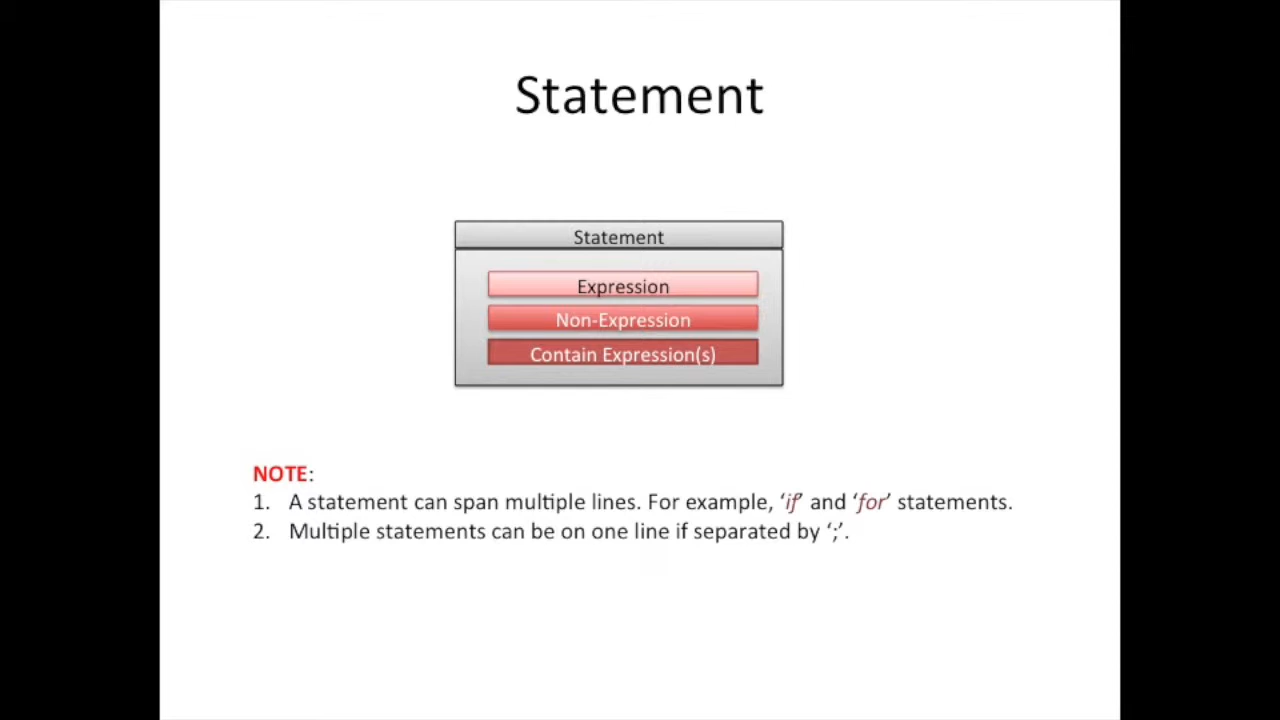 Statement
Statement
Expression
Non-Expression
Contain Expression(s)
NOTE:
1. A statement can span multiple lines. For example, ‘if’ and ‘for’ statements.
2. Multiple statements can be on one line if separated by ‘;’.